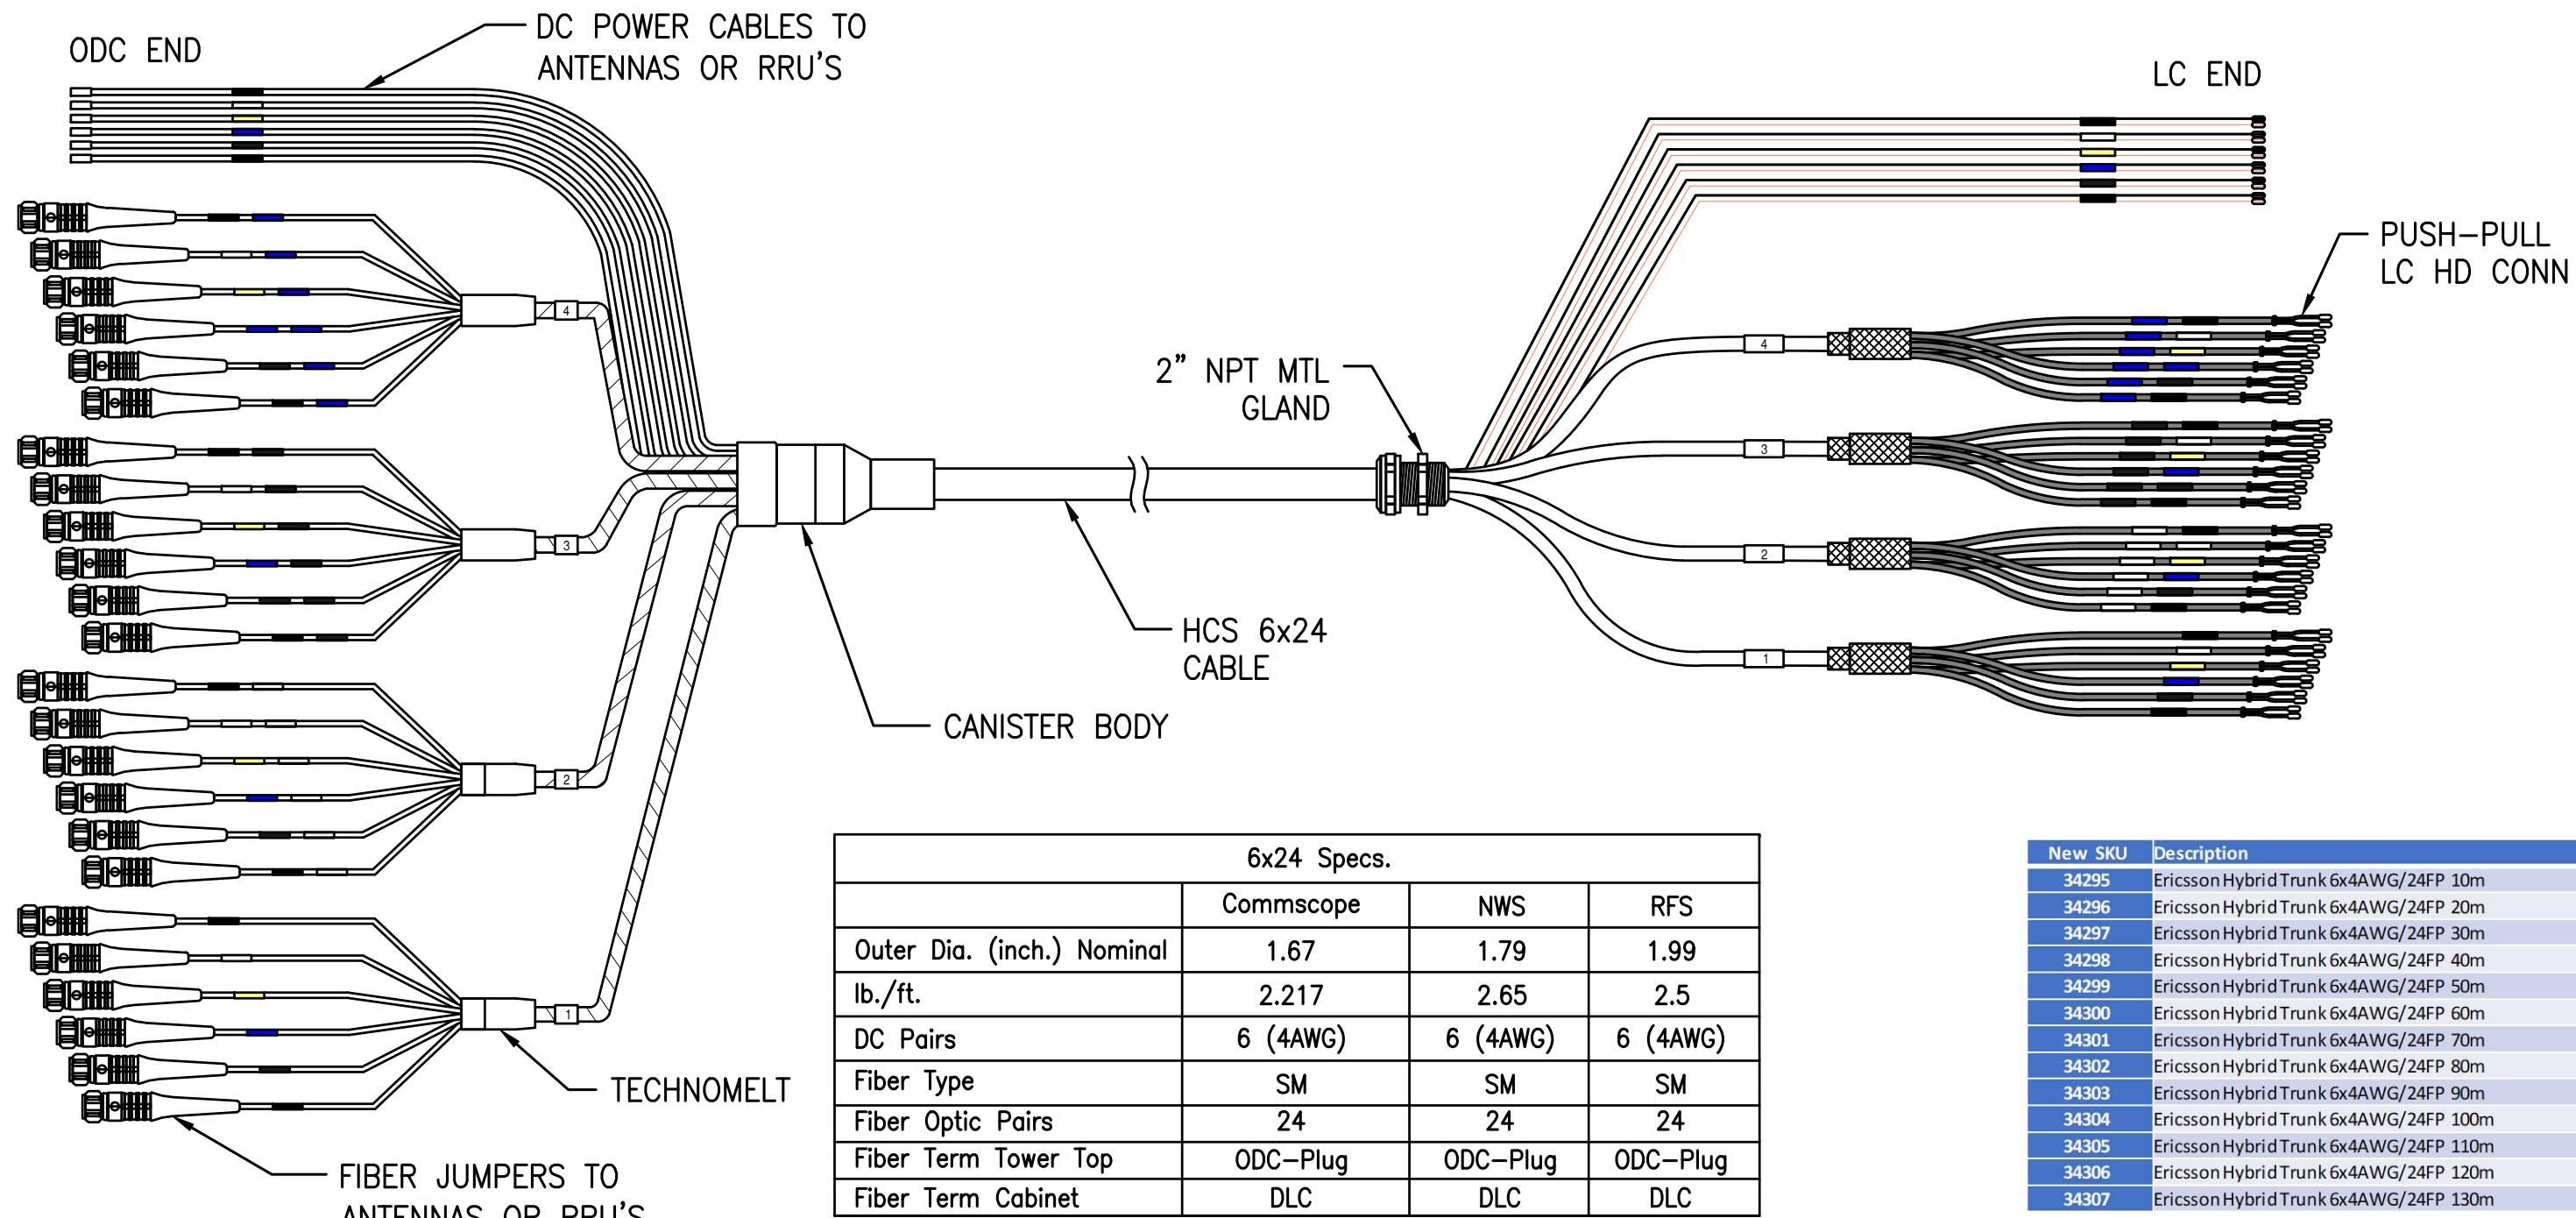 ODC END
DC POWER CABLES TO
ANTENNAS OR RRU'S
LC END
PUSH-PULL
LC HD CONN
2" NPT MTL
GLAND
4
3
2
1
4
3
2
1
HCS 6x24
CABLE
CANISTER BODY
TECHNOMELT
FIBER JUMPERS TO
ANTENNAS OR RRU'S
6x24 Specs.
Commscope NWS RFS
Outer Dia. (inch.) Nominal 1.67 1.79 1.99
lb./ft. 2.217 2.65 2.5
DC Pairs 6 (4AWG) 6 (4AWG) 6 (4AWG)
Fiber Type SM SM SM
Fiber Optic Pairs 24 24 24
Fiber Term Tower Top ODC-Plug ODC-Plug ODC-Plug
Fiber Term Cabinet DLC DLC DLC
New SKU Description
34295 Ericsson Hybrid Trunk 6x4AWG/24FP 10m
34296 Ericsson Hybrid Trunk 6x4AWG/24FP 20m
34297 Ericsson Hybrid Trunk 6x4AWG/24FP 30m
34298 Ericsson Hybrid Trunk 6x4AWG/24FP 40m
34299 Ericsson Hybrid Trunk 6x4AWG/24FP 50m
34300 Ericsson Hybrid Trunk 6x4AWG/24FP 60m
34301 Ericsson Hybrid Trunk 6x4AWG/24FP 70m
34302 Ericsson Hybrid Trunk 6x4AWG/24FP 80m
34303 Ericsson Hybrid Trunk 6x4AWG/24FP 90m
34304 Ericsson Hybrid Trunk 6x4AWG/24FP 100m
34305 Ericsson Hybrid Trunk 6x4AWG/24FP 110m
34306 Ericsson Hybrid Trunk 6x4AWG/24FP 120m
34307 Ericsson Hybrid Trunk 6x4AWG/24FP 130m